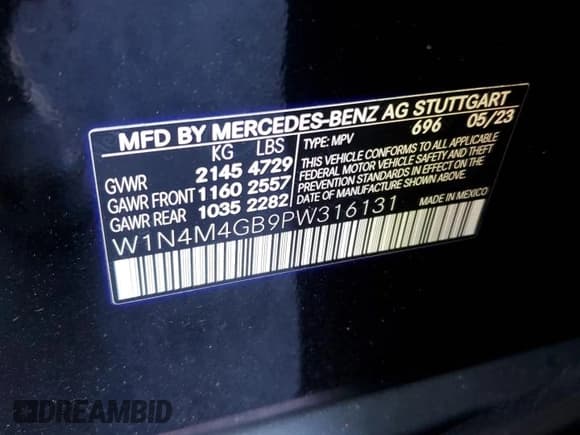 MFD BY MERCEDES-BENZ AG STUTTGART
KG LBS TYPE: MPV 696 05/23
GVWR 2145 4729
GAWR FRONT 1160 2557
GAWR REAR 1035 2282
THIS VEHICLE CONFORMS TO ALL APPLICABLE
FEDERAL MOTOR VEHICLE SAFETY AND THEFT
PREVENTION STANDARDS IN EFFECT ON THE
DATE OF MANUFACTURE SHOWN ABOVE.
W1N4M4GB9PW316131 MADE IN MEXICO
DREAMBID